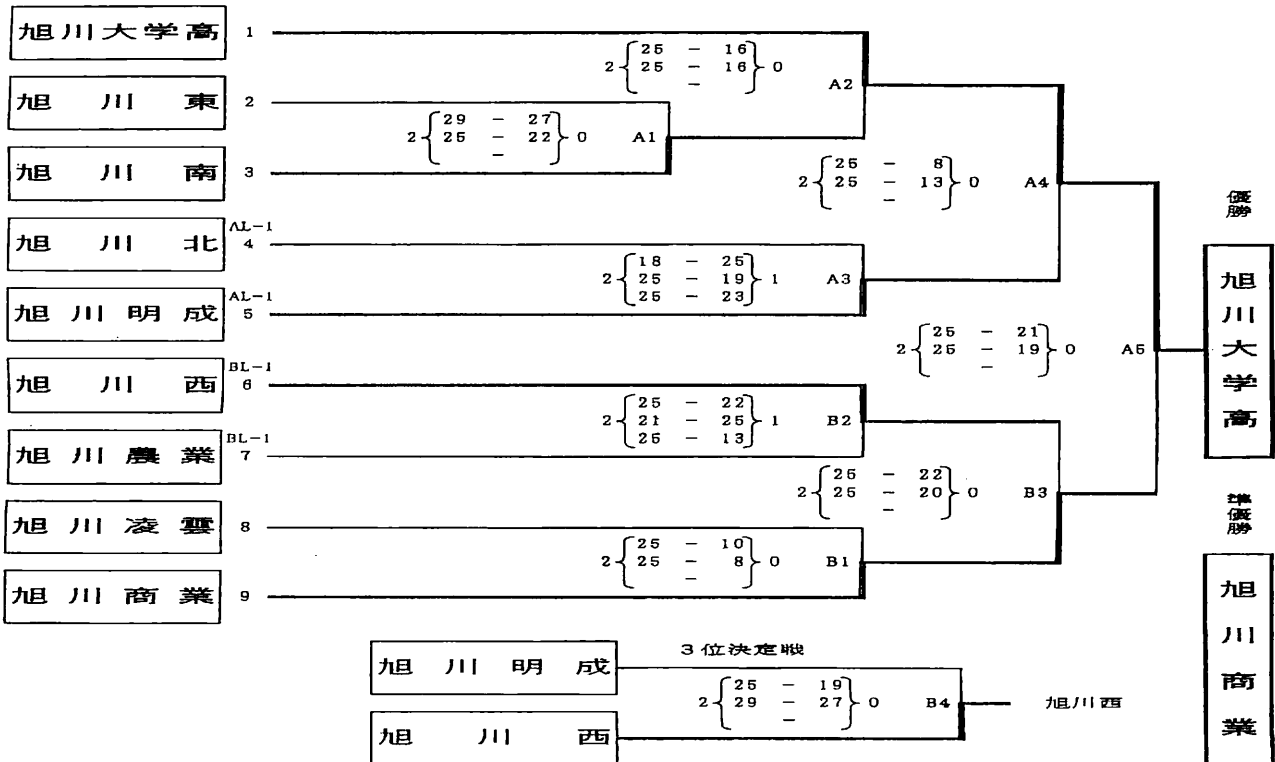 旭川大学高 1
25 - 16
2 25 - 16 0
-
A2
旭川東 2
29 - 27
2 25 - 22 0 A1
-
旭川南 3
25 - 8
2 25 - 13 0 A4
-
AL-1
旭川北 4
18 - 25
2 25 - 19 1 A3
25 - 23
AL-1
旭川明成 5
25 - 21
2 25 - 19 0 A5
-
BL-1
旭川西 6
25 - 22
2 21 - 25 1 B2
25 - 13
BL-1
旭川農業 7
25 - 22
2 25 - 20 0 B3
-
旭川凌雲 8
25 - 10
2 25 - 8 0 B1
-
旭川商業 9
優勝
旭川大学高
準優勝
旭川商業
3位決定戦
旭川明成
25 - 19
2 29 - 27 0 B4 旭川西
-
旭川西